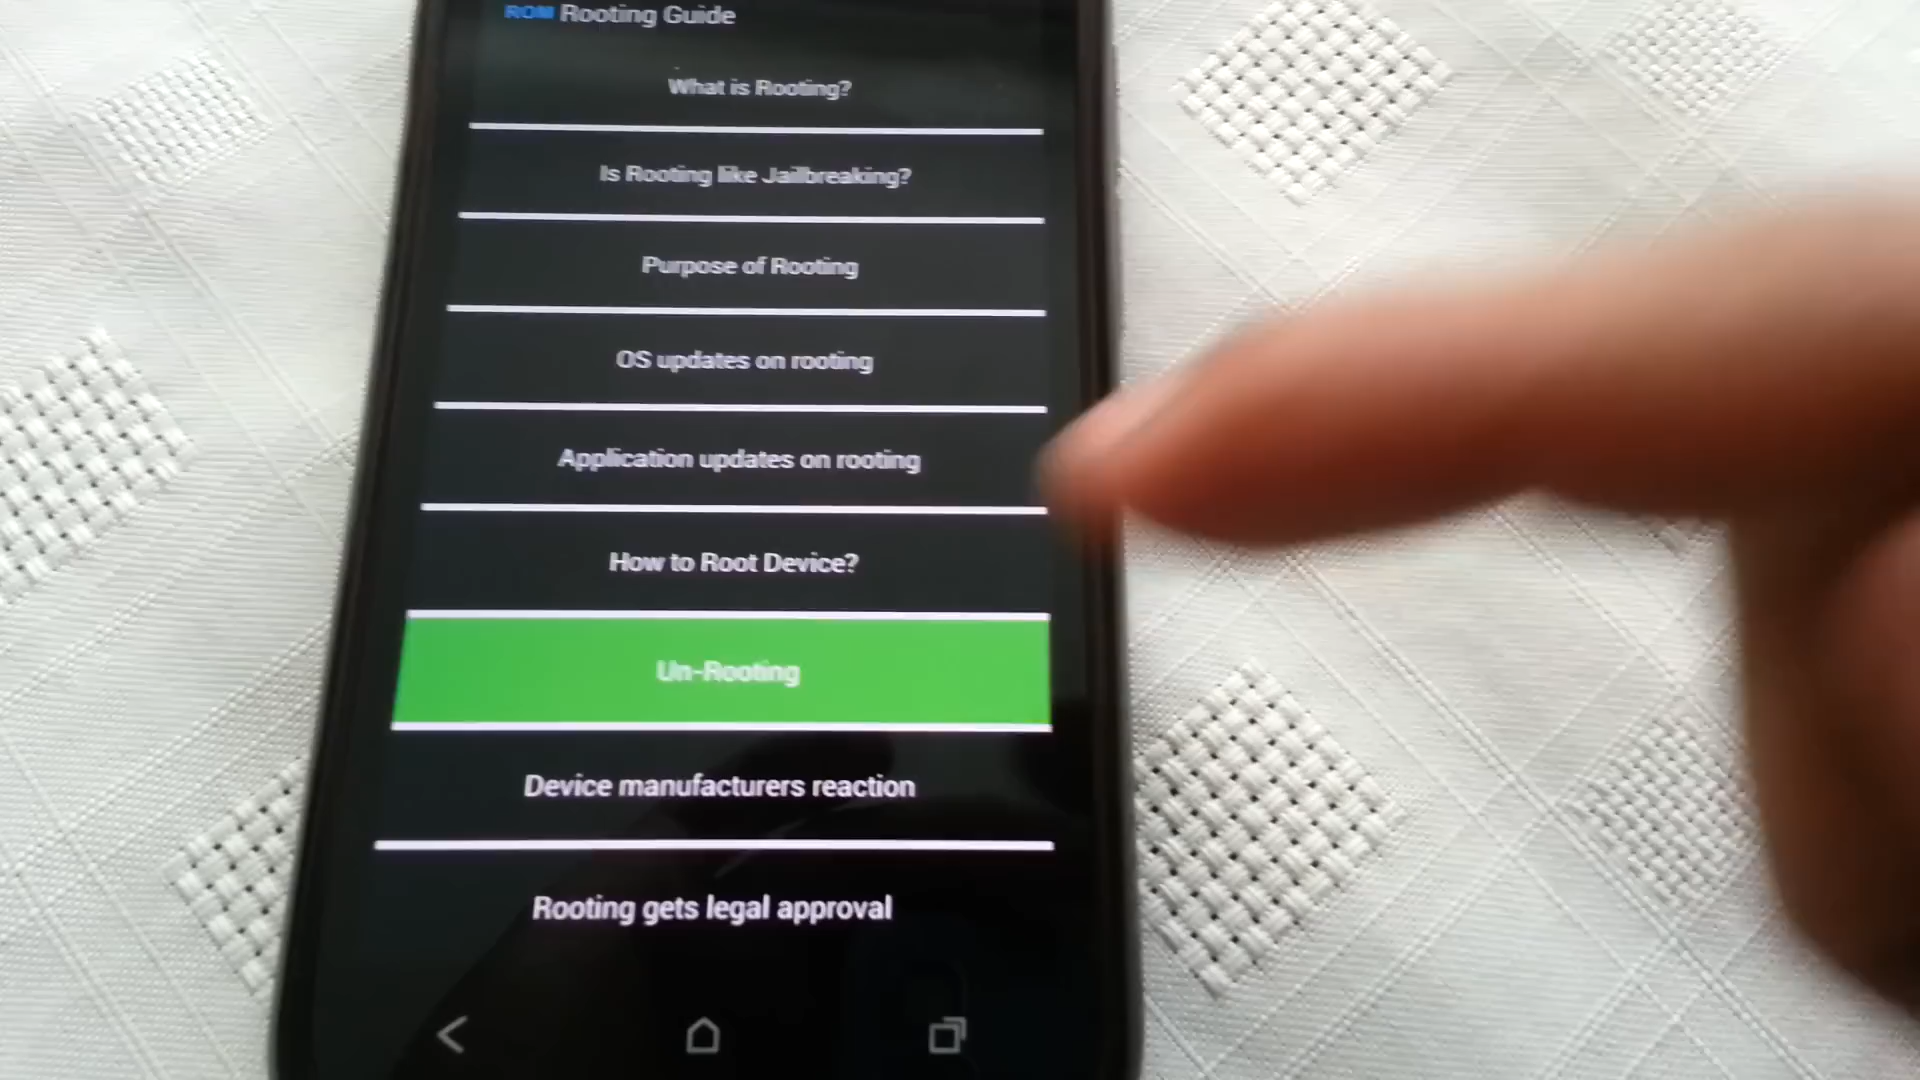 ROM Rooting Guide
What is Rooting?
Is Rooting like Jailbreaking?
Purpose of Rooting
OS updates on rooting
Application updates on rooting
How to Root Device?
Un-Rooting
Device manufacturers reaction
Rooting gets legal approval